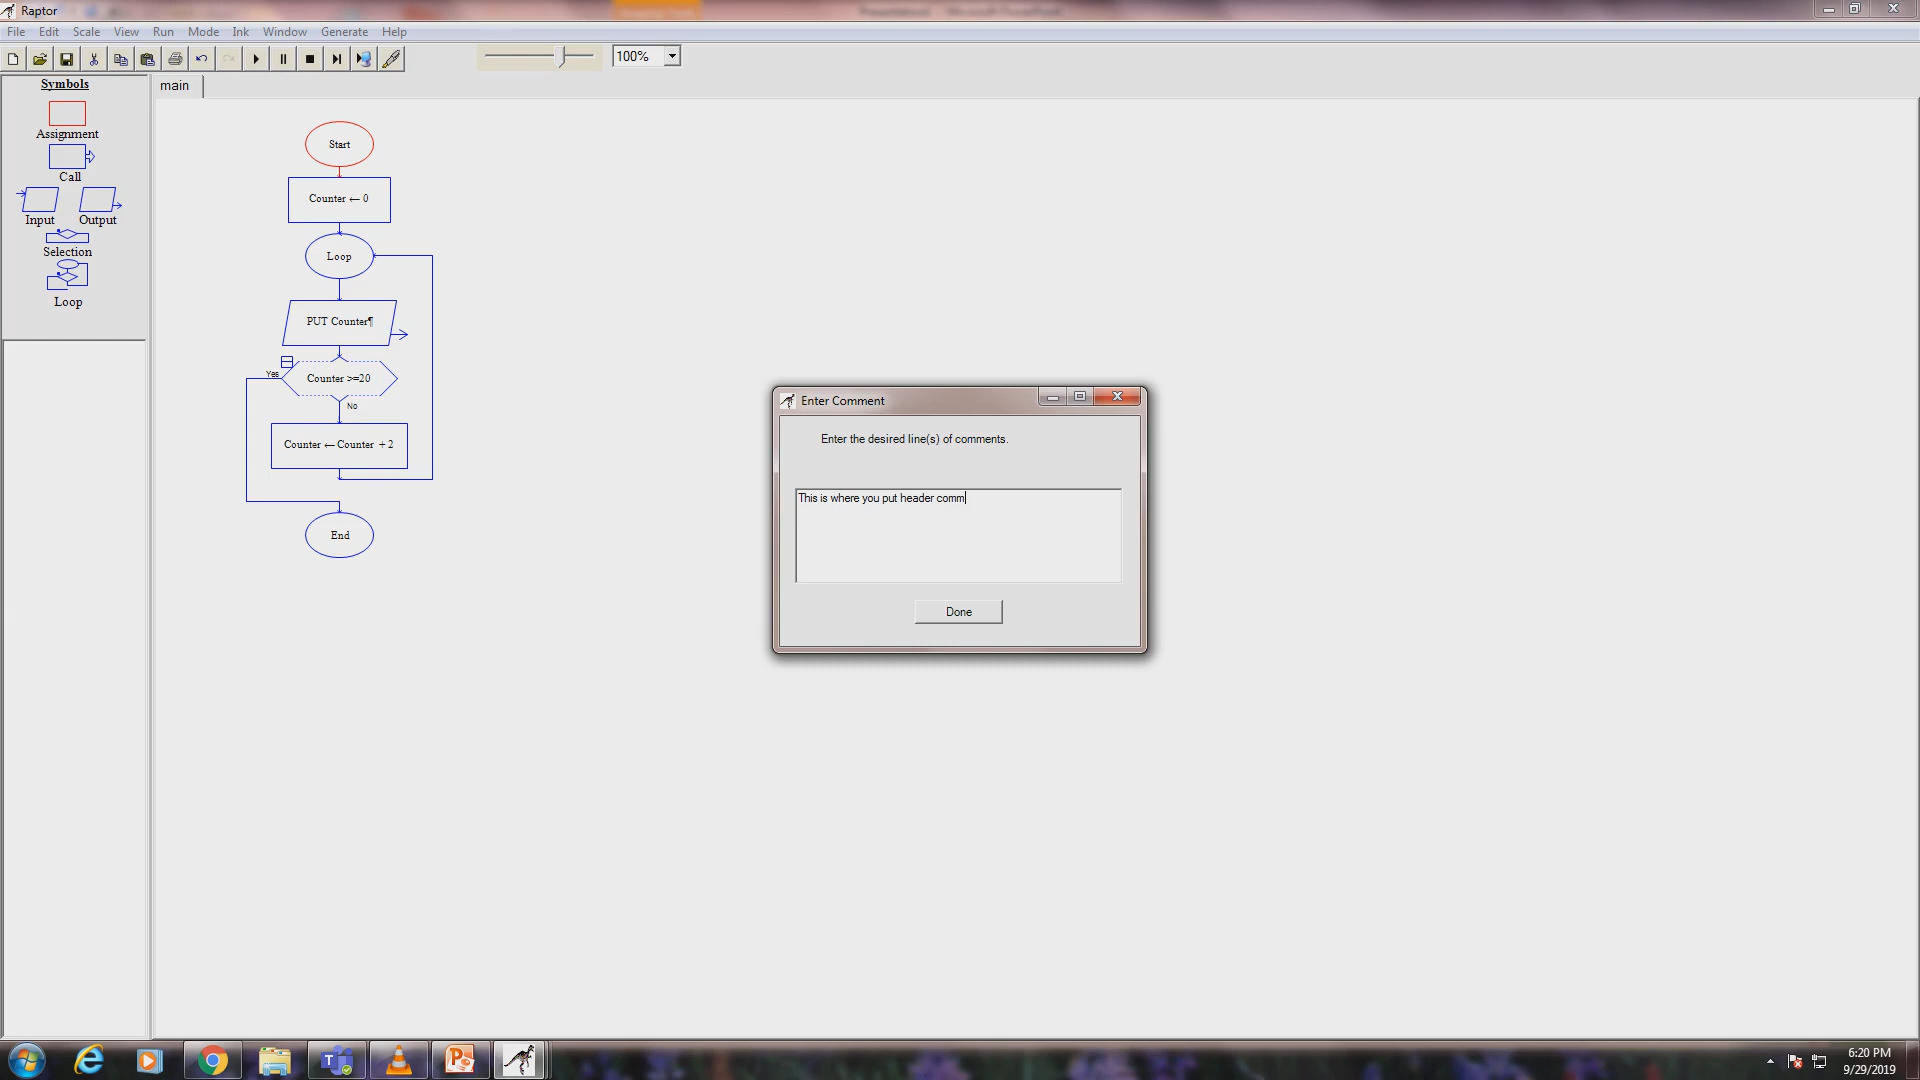 Raptor
File Edit Scale View Run Mode Ink Window Generate Help
100%
Symbols
main
Assignment
Call
Input Output
Selection
Loop
Start
Counter ← 0
Loop
PUT Counter¶
Yes
Counter >=20
No
Counter ← Counter + 2
End
Enter Comment
Enter the desired line(s) of comments.
This is where you put header comm
Done
6:20 PM
9/29/2019